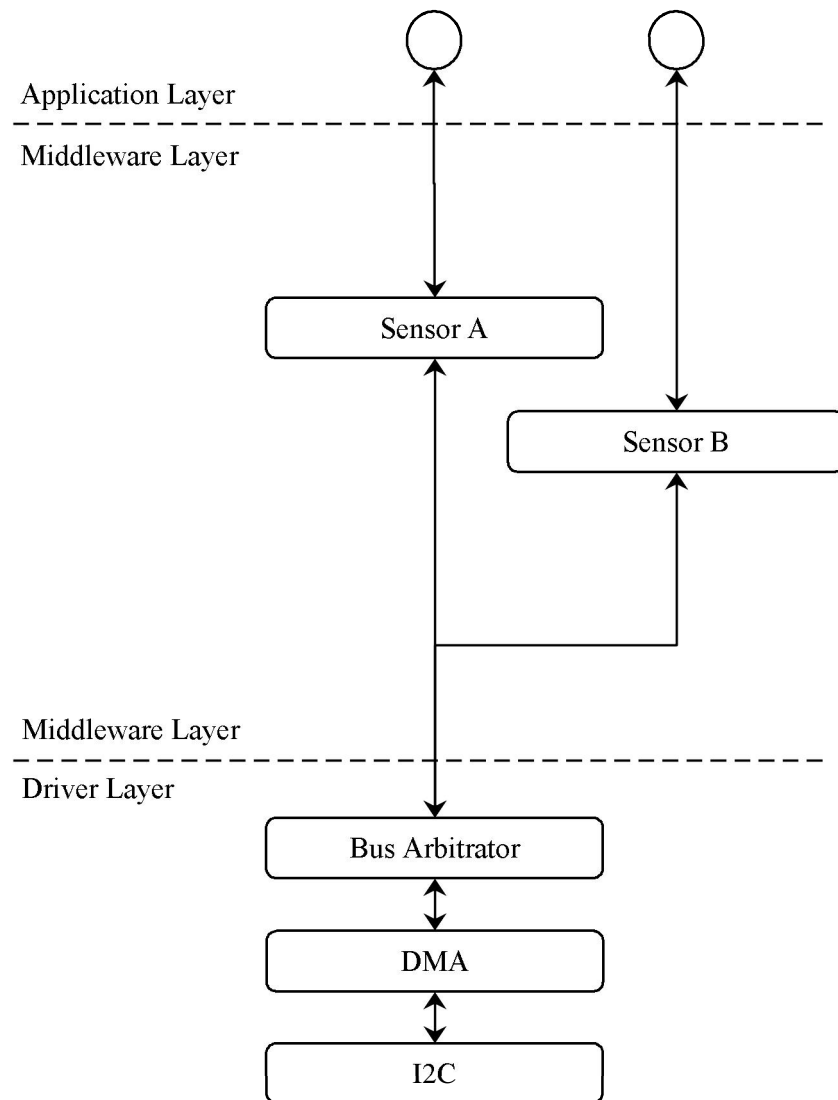 Application Layer
Middleware Layer
Sensor A
Sensor B
Middleware Layer
Driver Layer
Bus Arbitrator
DMA
I2C